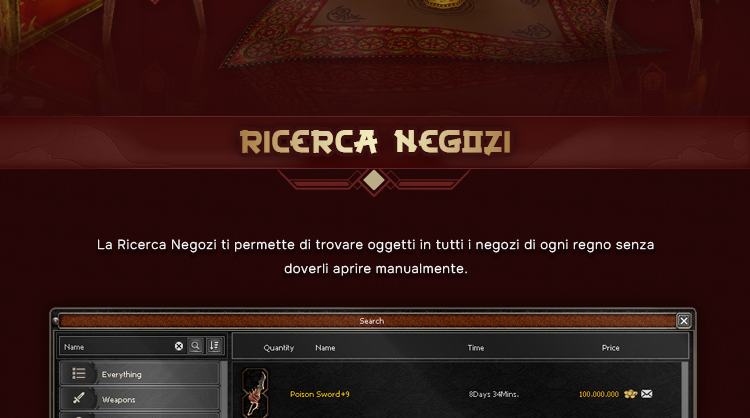 RICERCA NEGOZI
La Ricerca Negozi ti permette di trovare oggetti in tutti i negozi di ogni regno senza
doverli aprire manualmente.
Search
Name
Quantity Name Time Price
Everything
Poison Sword+9 8Days 34Mins. 100.000.000
Weapons